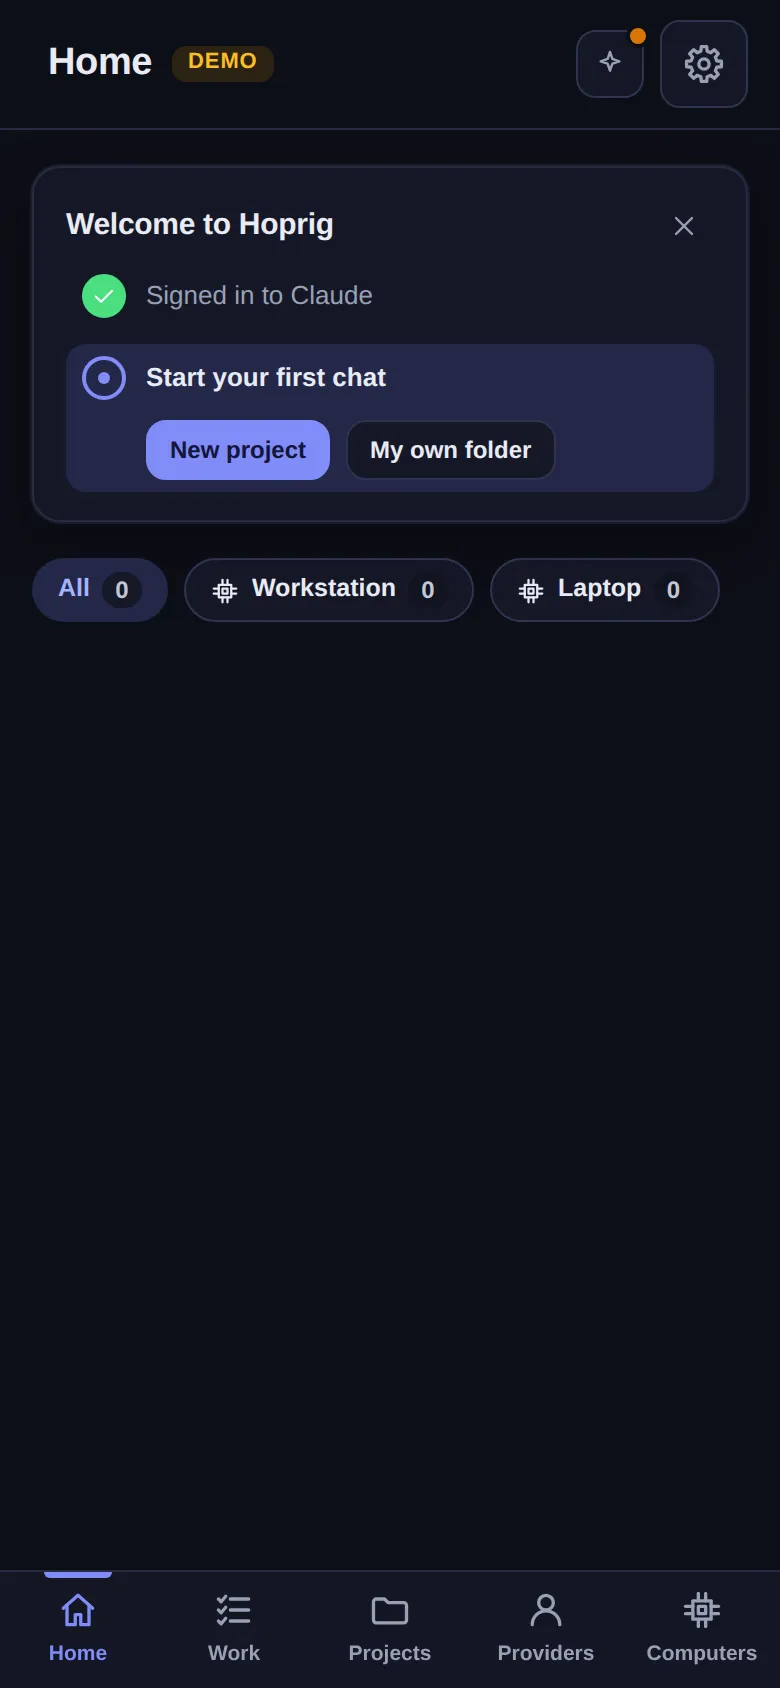 Home DEMO
Welcome to Hoprig
Signed in to Claude
Start your first chat
New project My own folder
All 0 Workstation 0 Laptop 0
Home Work Projects Providers Computers